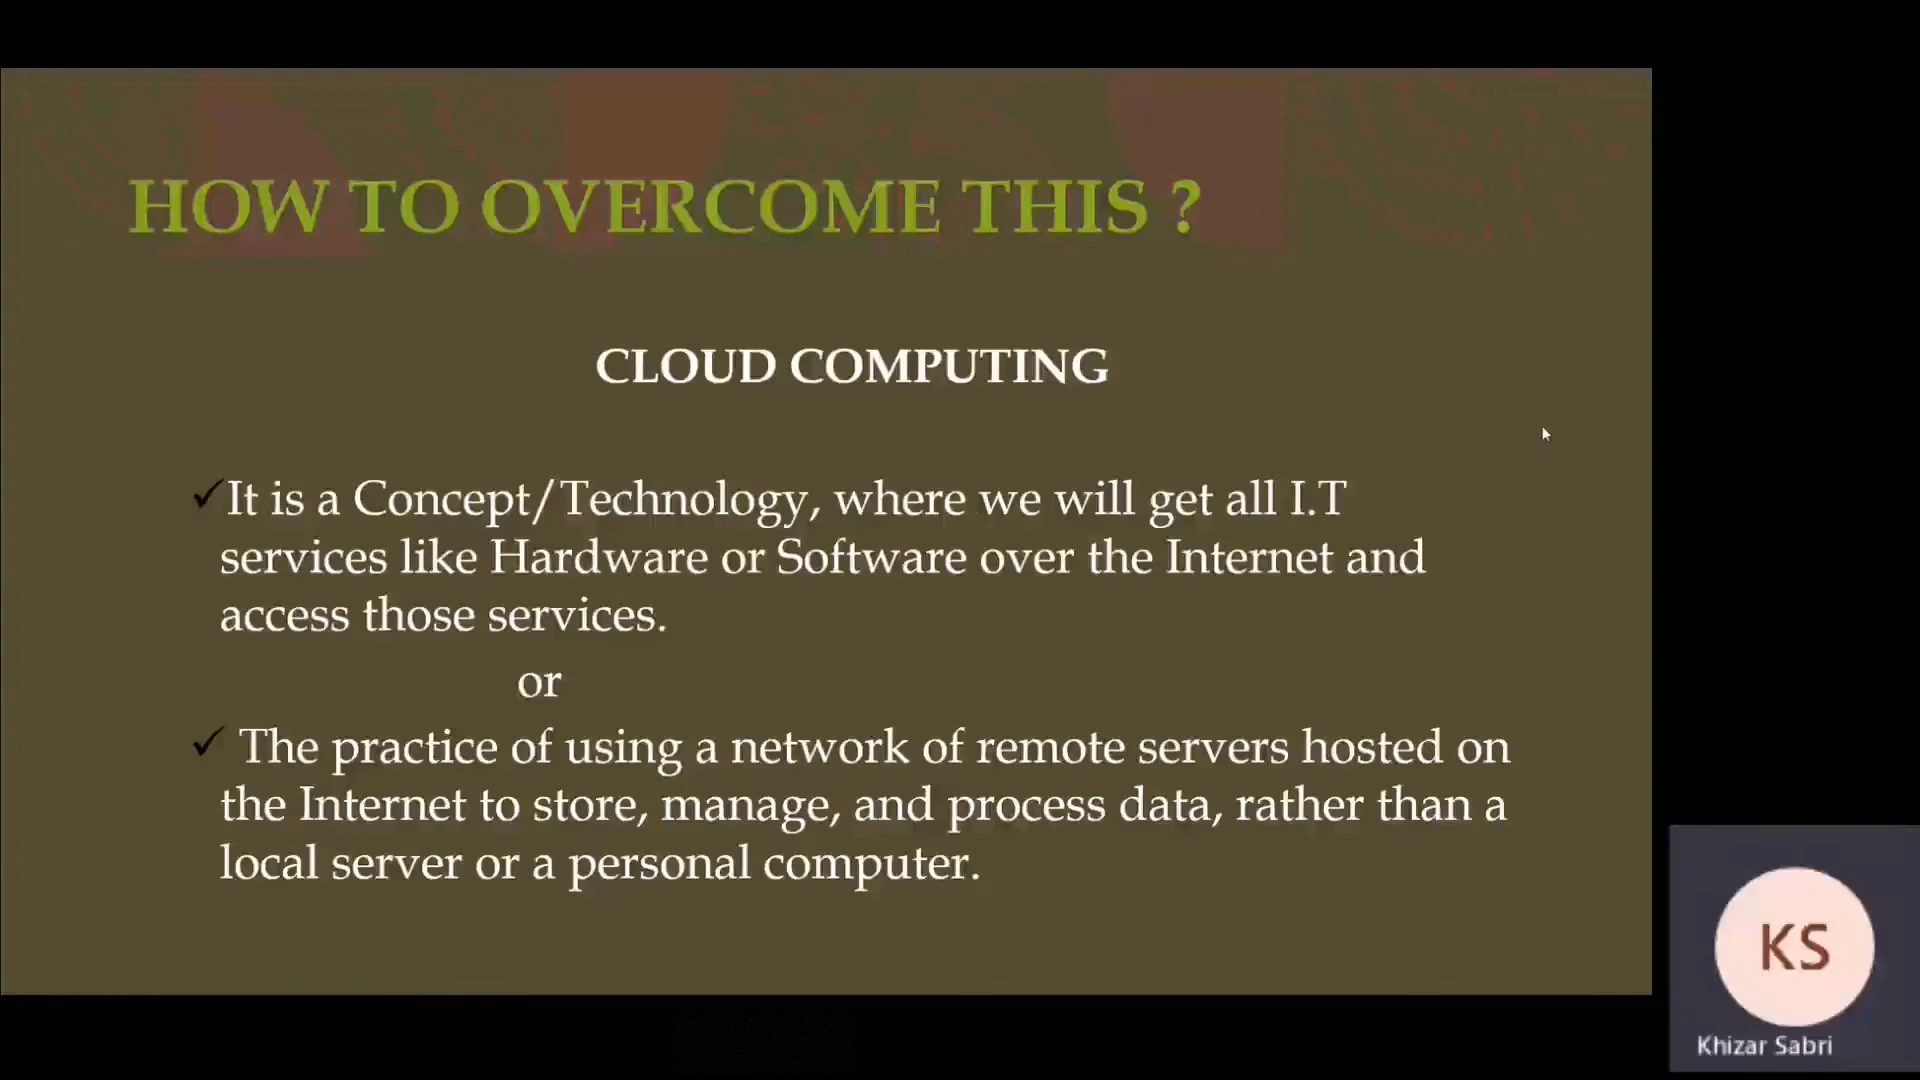 HOW TO OVERCOME THIS ?
CLOUD COMPUTING
✓It is a Concept/Technology, where we will get all I.T
services like Hardware or Software over the Internet and
access those services.
or
✓ The practice of using a network of remote servers hosted on
the Internet to store, manage, and process data, rather than a
local server or a personal computer.
KS
Khizar Sabri